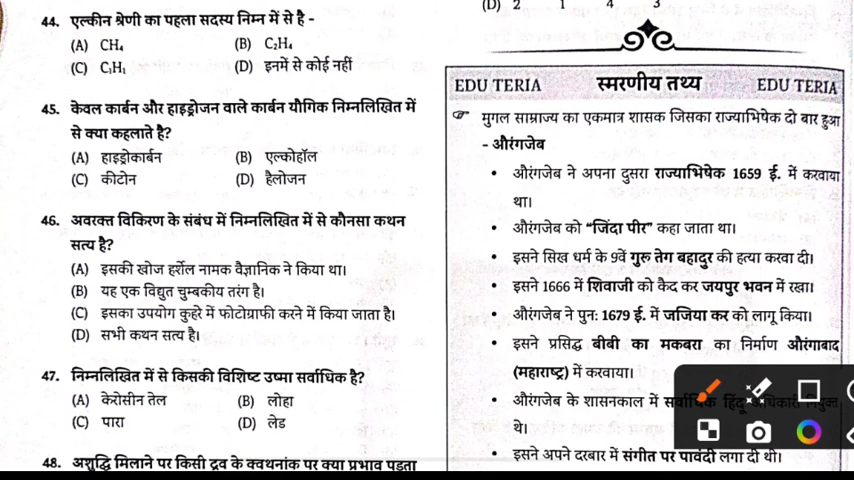 44. एल्कीन श्रेणी का पहला सदस्य निम्न में से है -
(A) CH₄ (B) C₂H₄
(C) C₁H₁ (D) इनमें से कोई नहीं
45. केवल कार्बन और हाइड्रोजन वाले कार्बन यौगिक निम्नलिखित में
से क्या कहलाते है?
(A) हाइड्रोकार्बन (B) एल्कोहॉल
(C) कीटोन (D) हैलोजन
46. अवरक्त विकिरण के संबंध में निम्नलिखित में से कौनसा कथन
सत्य है?
(A) इसकी खोज हर्शेल नामक वैज्ञानिक ने किया था।
(B) यह एक विद्युत चुम्बकीय तरंग है।
(C) इसका उपयोग कुहरे में फोटोग्राफी करने में किया जाता है।
(D) सभी कथन सत्य है।
47. निम्नलिखित में से किसकी विशिष्ट उष्मा सर्वाधिक है?
(A) केरोसीन तेल (B) लोहा
(C) पारा (D) लेड
48. अशुद्धि मिलाने पर किसी द्रव के क्वथनांक पर क्या प्रभाव पड़ता
(D) 2 1 4 3
EDU TERIA स्मरणीय तथ्य EDU TERIA
मुगल साम्राज्य का एकमात्र शासक जिसका राज्याभिषेक दो बार हुआ
- औरंगजेब
• औरंगजेब ने अपना दुसरा राज्याभिषेक 1659 ई. में करवाया
था।
• औरंगजेब को “जिंदा पीर” कहा जाता था।
• इसने सिख धर्म के 9वें गुरु तेग बहादुर की हत्या करवा दी।
• इसने 1666 में शिवाजी को कैद कर जयपुर भवन में रखा।
• औरंगजेब ने पुन: 1679 ई. में जजिया कर को लागू किया।
• इसने प्रसिद्ध बीबी का मकबरा का निर्माण औरंगाबाद
(महाराष्ट्र) में करवाया।
• औरंगजेब के शासनकाल में सर्वाधिक हिंदू अधिकारी नियुक्त
थे।
• इसने अपने दरबार में संगीत पर पावंदी लगा दी थी।